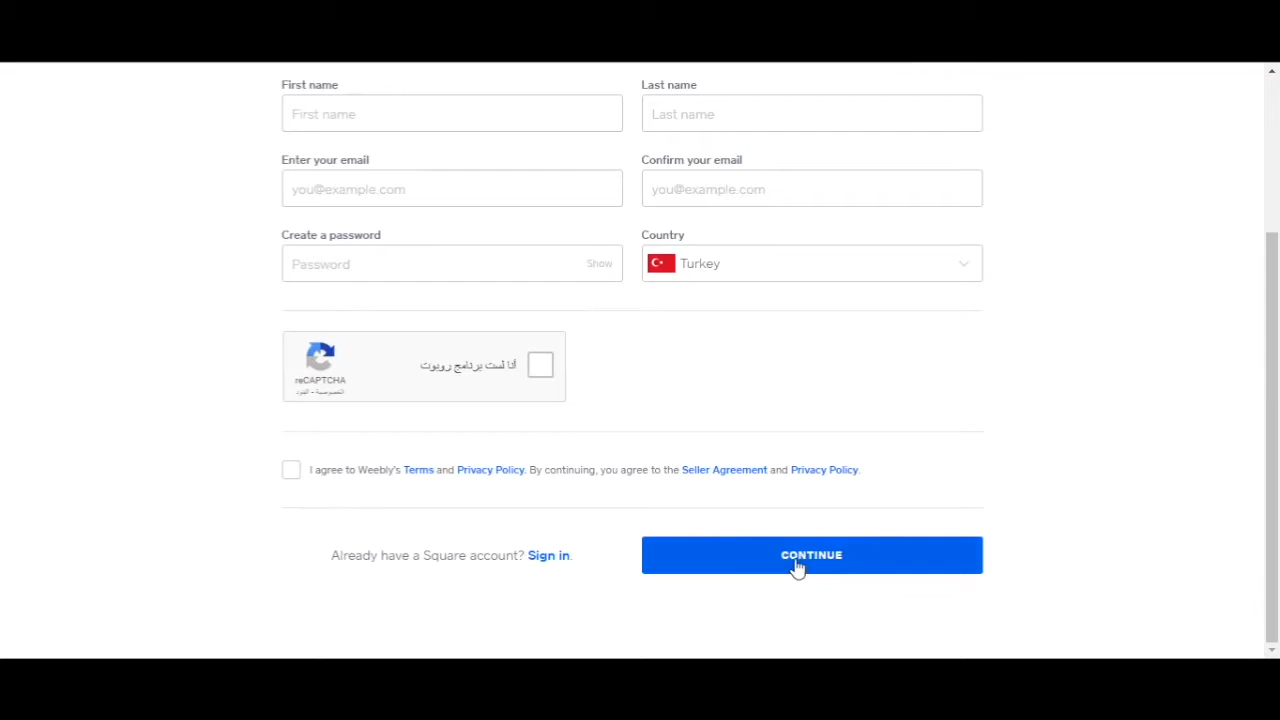 First name
Last name
First name
Last name
Enter your email
Confirm your email
you@example.com
you@example.com
Create a password
Country
Password
Show
Turkey
أنا لست برنامج روبوت
reCAPTCHA
الخصوصية - البنود
I agree to Weebly's Terms and Privacy Policy. By continuing, you agree to the Seller Agreement and Privacy Policy.
Already have a Square account? Sign in.
CONTINUE